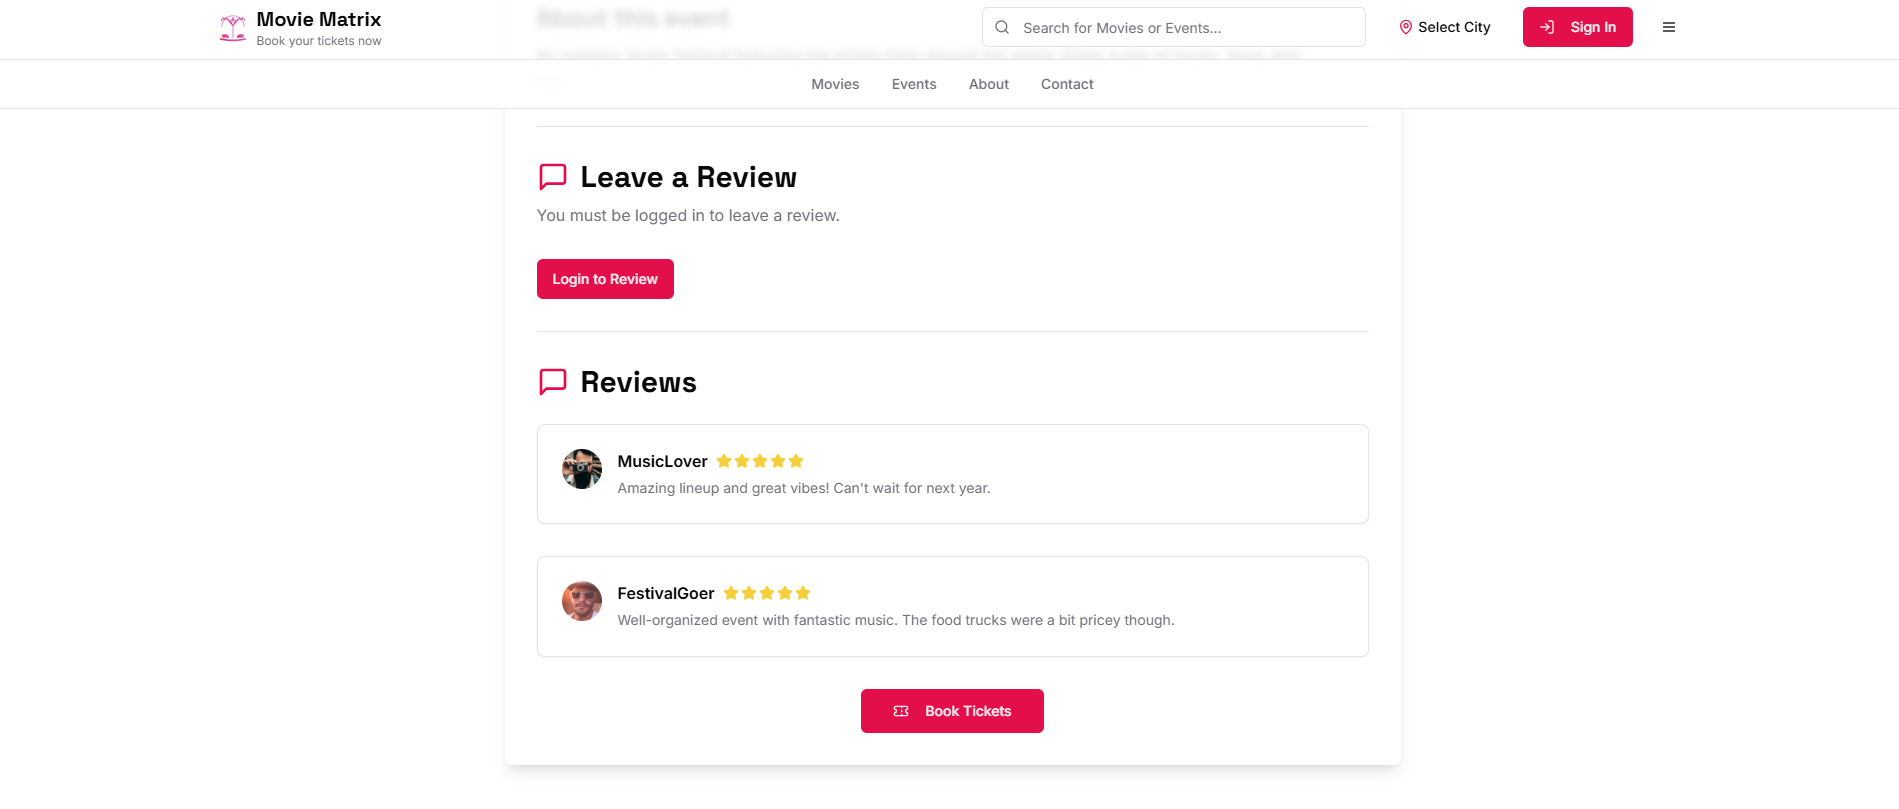 Movie Matrix
Book your tickets now
Search for Movies or Events...
Select City
Sign In
About this event
Movies
Events
About
Contact
Leave a Review
You must be logged in to leave a review.
Login to Review
Reviews
MusicLover
Amazing lineup and great vibes! Can't wait for next year.
FestivalGoer
Well-organized event with fantastic music. The food trucks were a bit pricey though.
Book Tickets